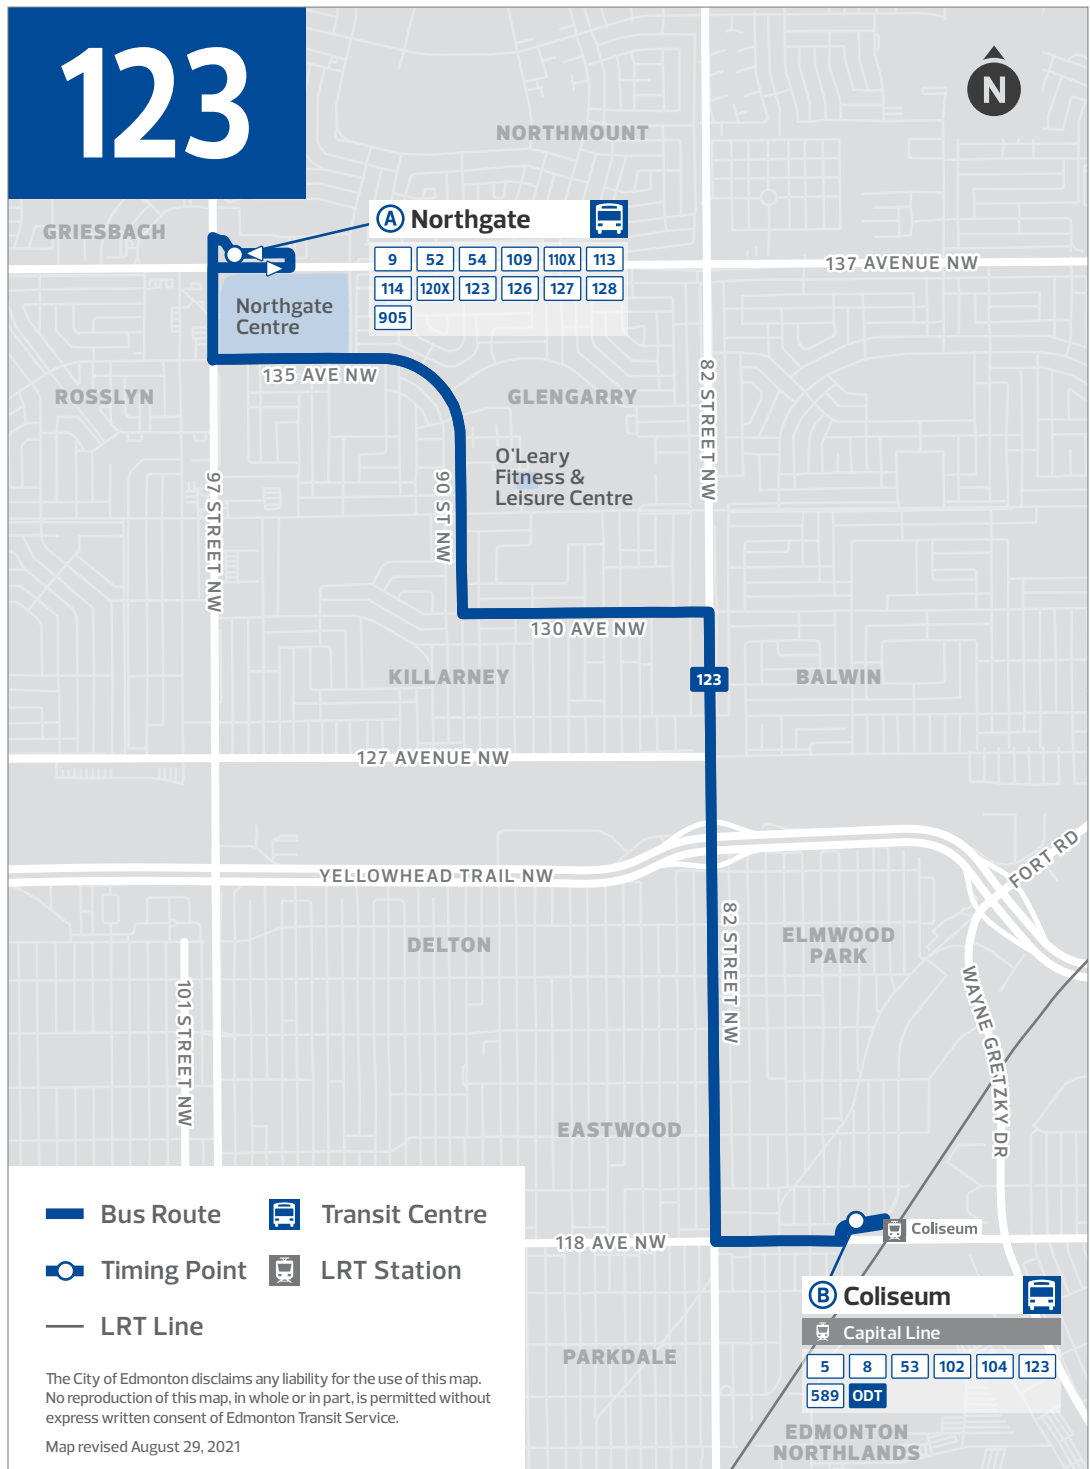 123
N
NORTHMOUNT
GRIESBACH
A Northgate
9 52 54 109 110X 113
114 120X 123 126 127 128
905
137 AVENUE NW
Northgate
Centre
135 AVE NW
ROSSLYN
GLENGARRY
82 STREET NW
O'Leary
Fitness &
Leisure Centre
97 STREET NW
90 ST NW
130 AVE NW
KILLARNEY
123
BALWIN
127 AVENUE NW
YELLOWHEAD TRAIL NW
FORT RD
DELTON
82 STREET NW
ELMWOOD
PARK
101 STREET NW
WAYNE GRETZKY DR
EASTWOOD
118 AVE NW
Coliseum
B Coliseum
Capital Line
5 8 53 102 104 123
589 ODT
PARKDALE
EDMONTON
NORTHLANDS
Bus Route
Transit Centre
Timing Point
LRT Station
LRT Line
The City of Edmonton disclaims any liability for the use of this map.
No reproduction of this map, in whole or in part, is permitted without
express written consent of Edmonton Transit Service.
Map revised August 29, 2021